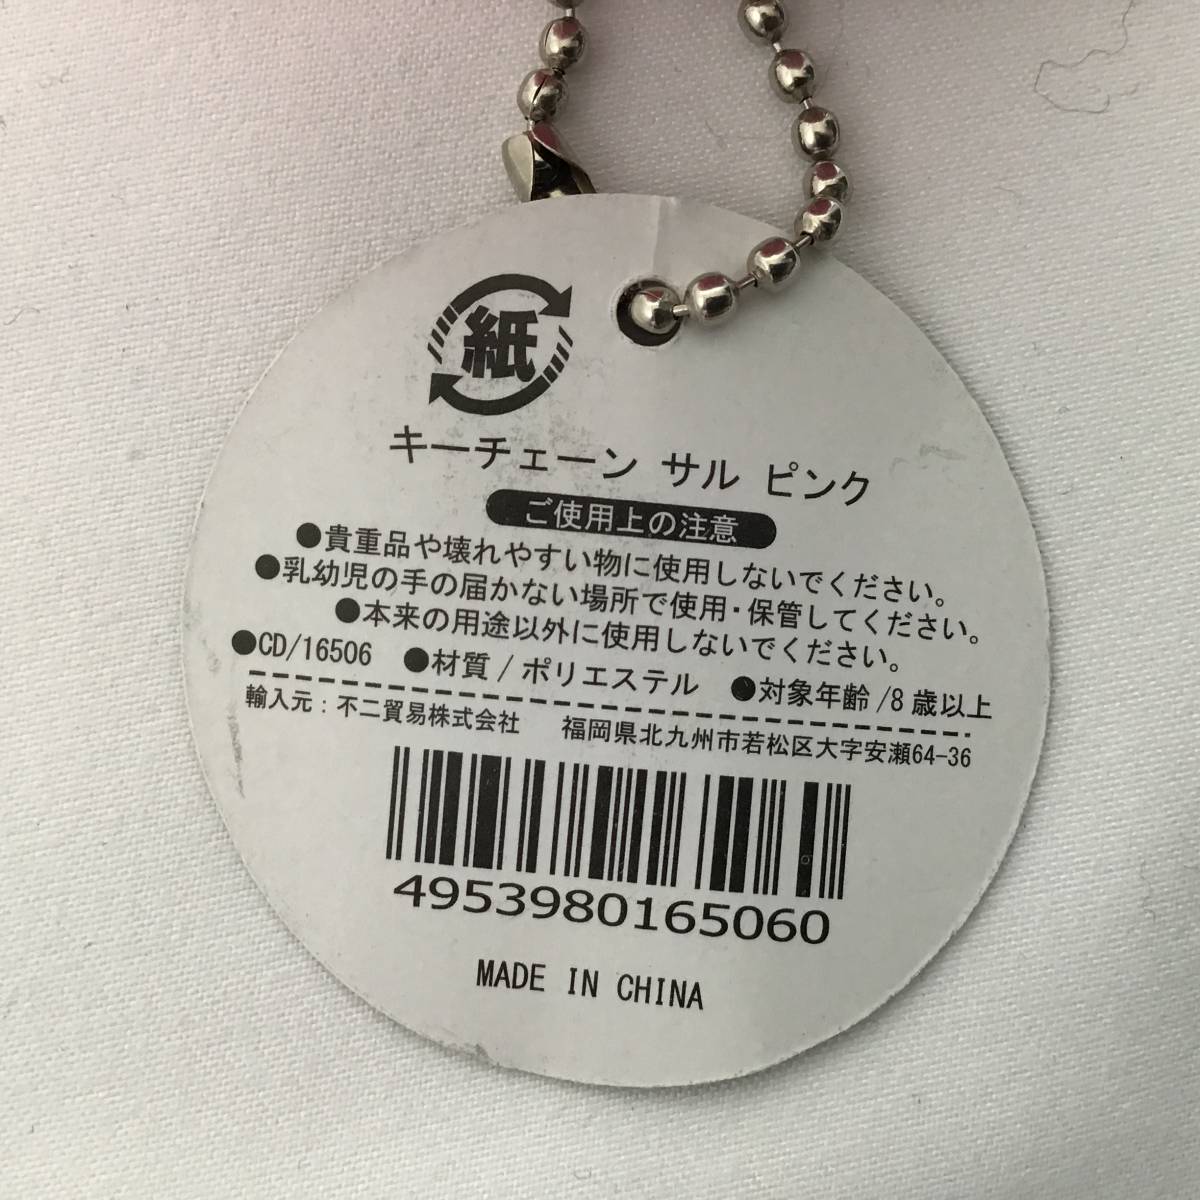 紙
キーチェーン サル ピンク
ご使用上の注意
●貴重品や壊れやすい物に使用しないでください。
●乳幼児の手の届かない場所で使用・保管してください。
●本来の用途以外に使用しないでください。
●CD/16506 ●材質/ポリエステル ●対象年齢/8歳以上
輸入元：不二貿易株式会社 福岡県北九州市若松区大字安瀬64-36
4953980165060
MADE IN CHINA